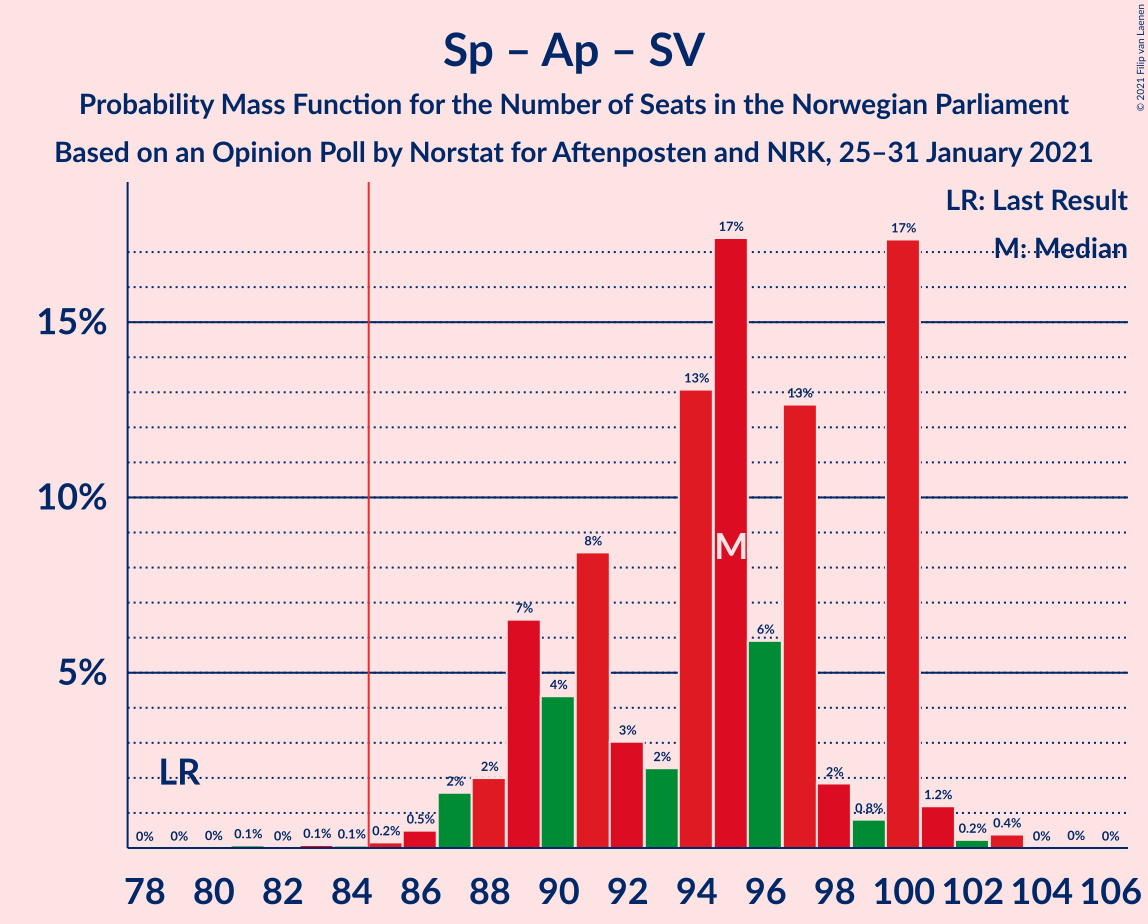 Sp – Ap – SV
Probability Mass Function for the Number of Seats in the Norwegian Parliament
Based on an Opinion Poll by Norstat for Aftenposten and NRK, 25–31 January 2021
© 2021 Filip van Laenen
LR: Last Result
M: Median
15%
10%
5%
0% 0% 0% 0.1% 0% 0.1% 0.1% 0.2% 0.5% 2% 2% 7% 4% 8% 3% 2% 13% 17% 6% 13% 2% 0.8% 17% 1.2% 0.2% 0.4% 0% 0% 0%
LR
M
78 80 82 84 86 88 90 92 94 96 98 100 102 104 106